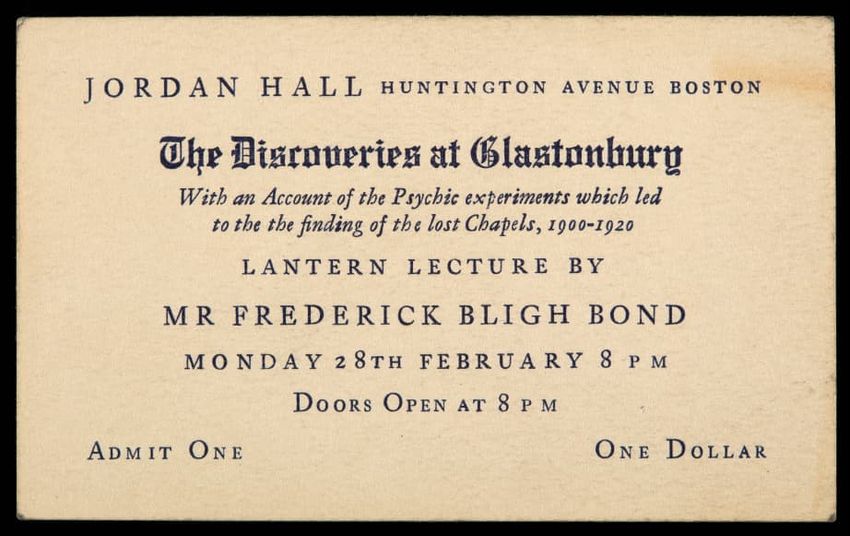 JORDAN HALL HUNTINGTON AVENUE BOSTON
The Discoveries at Glastonbury
With an Account of the Psychic experiments which led
to the the finding of the lost Chapels, 1900-1920
LANTERN LECTURE BY
MR FREDERICK BLIGH BOND
MONDAY 28TH FEBRUARY 8 PM
DOORS OPEN AT 8 PM
ADMIT ONE
ONE DOLLAR